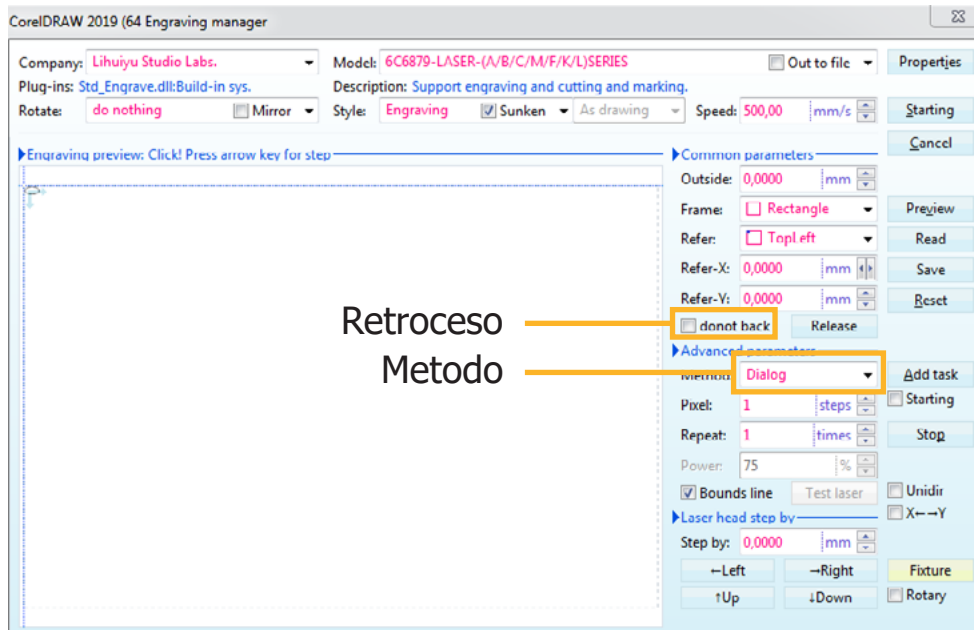 CorelDRAW 2019 (64 Engraving manager
Company: Lihuiyu Studio Labs. Model: 6C6879-LASER-(A/B/C/M/F/K/L)SERIES Out to file Properties
Plug-ins: Std_Engrave.dll:Build-in sys. Description: Support engraving and cutting and marking.
Rotate: do nothing Mirror Style: Engraving Sunken As drawing Speed: 500,00 mm/s Starting
Cancel
Engraving preview: Click! Press arrow key for step Common parameters
Outside: 0,0000 mm
Frame: Rectangle Preview
Refer: TopLeft Read
Refer-X: 0,0000 mm Save
Refer-Y: 0,0000 mm Reset
Retroceso donot back Release
Advanced parameters
Metodo Method: Dialog Add task
Pixel: 1 steps Starting
Repeat: 1 times Stop
Power: 75 %
Bounds line Test laser Unidir
Laser head step by X←→Y
Step by: 0,0000 mm
←Left →Right Fixture
↑Up ↓Down Rotary